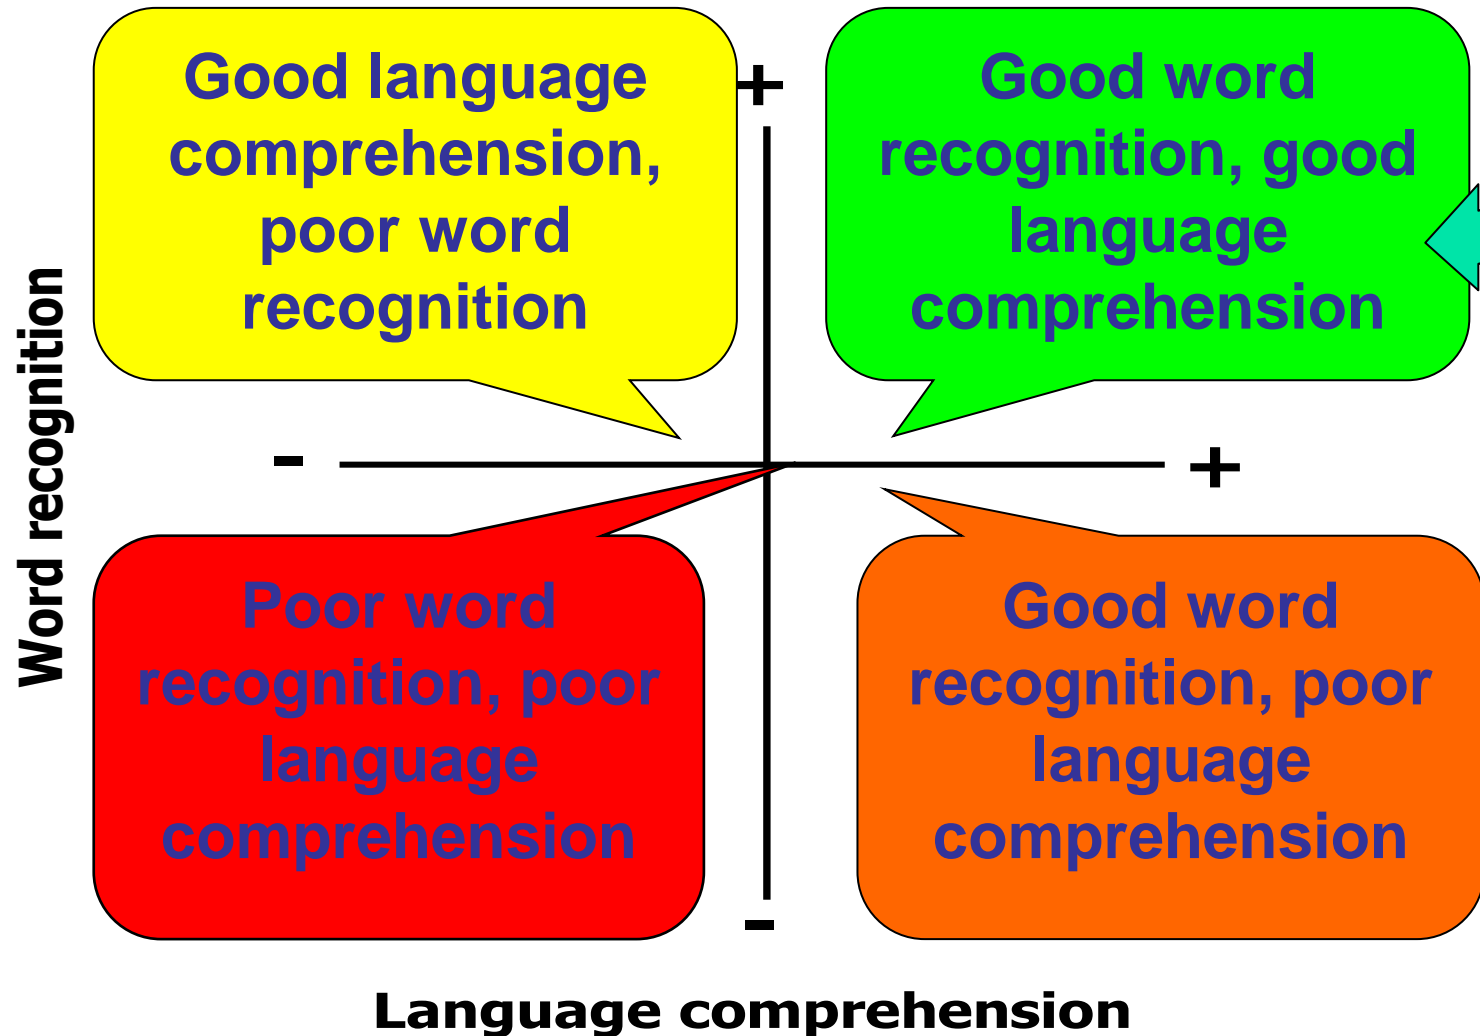 Good language
comprehension,
poor word
recognition
+
Good word
recognition, good
language
comprehension
Word recognition
-
+
Poor word
recognition, poor
language
comprehension
Good word
recognition, poor
language
comprehension
-
Language comprehension